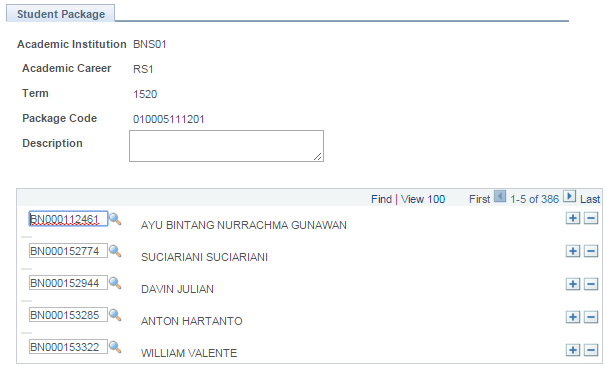 Student Package
Academic Institution BNS01
Academic Career RS1
Term 1520
Package Code 010005111201
Description
Find | View 100 First 1-5 of 386 Last
BN000112461 AYU BINTANG NURRACHMA GUNAWAN
BN000152774 SUCIARIANI SUCIARIANI
BN000152944 DAVIN JULIAN
BN000153285 ANTON HARTANTO
BN000153322 WILLIAM VALENTE